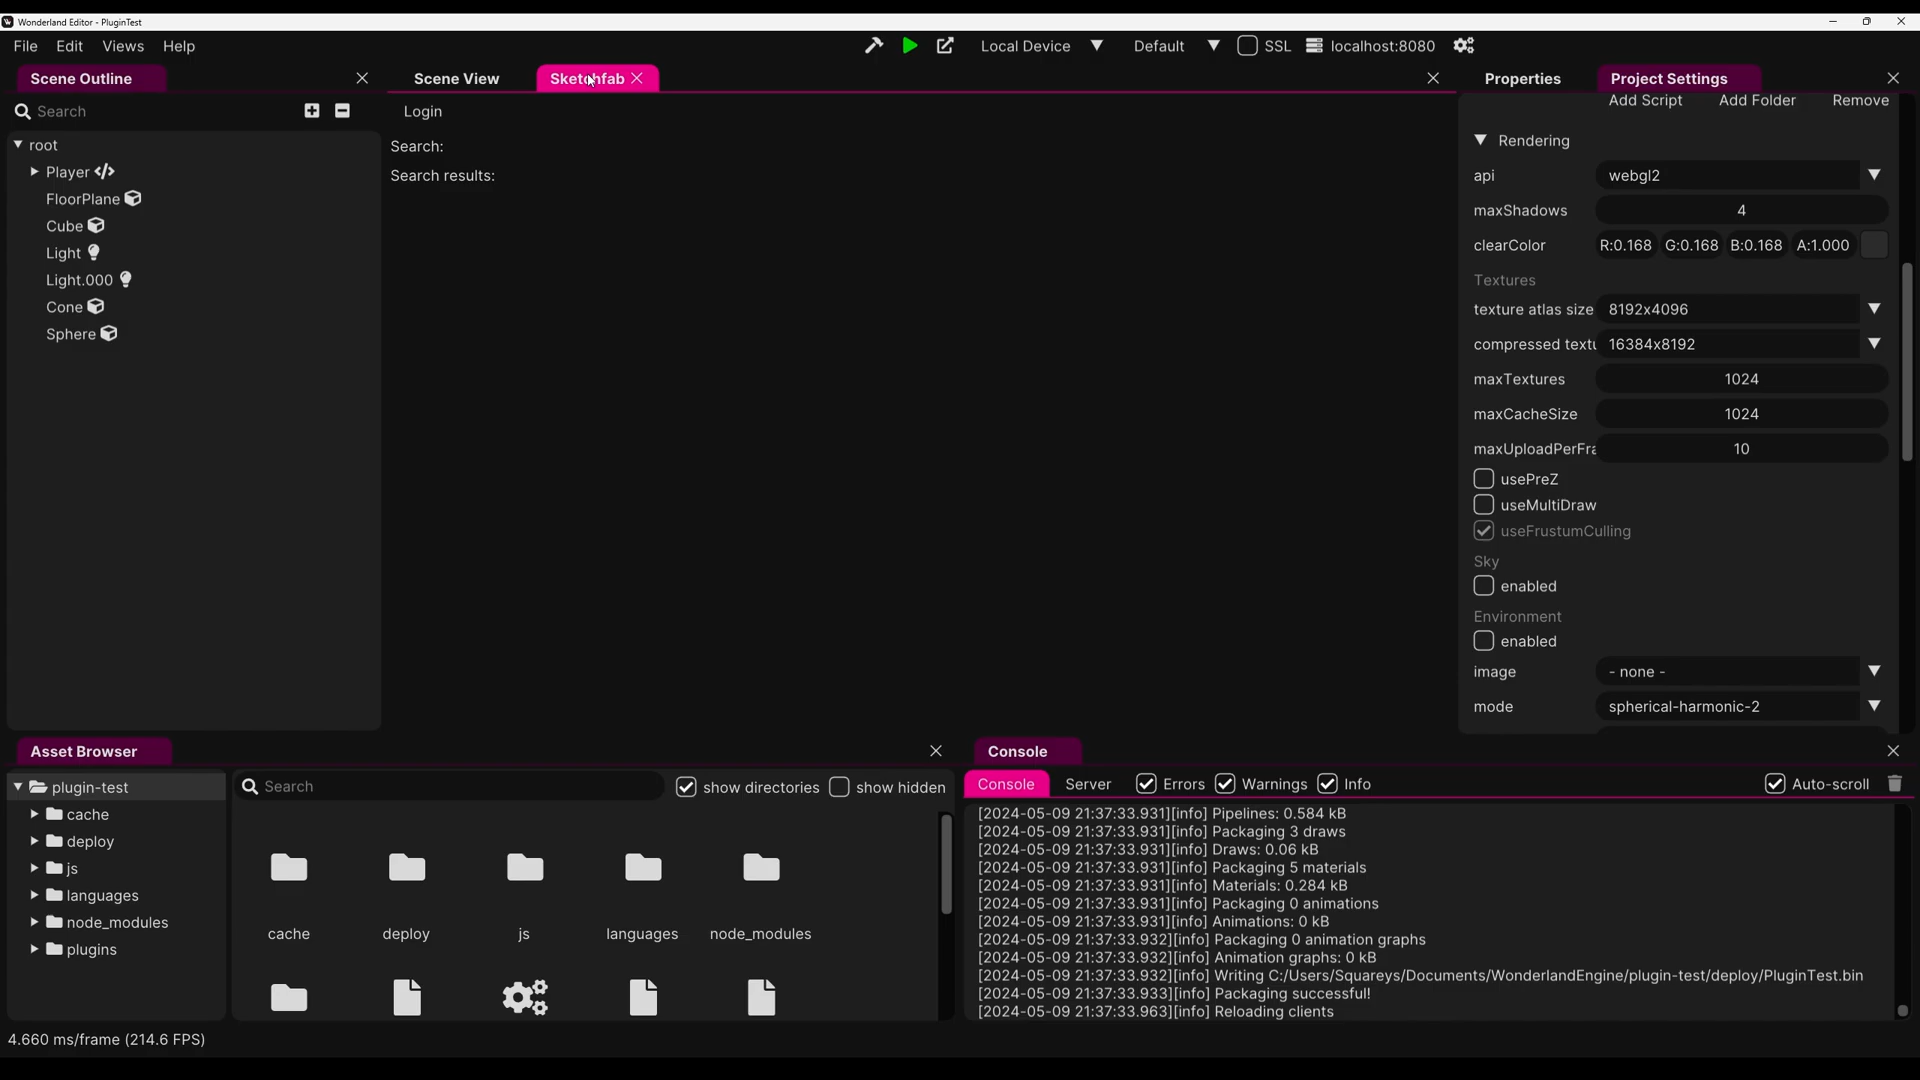 Wonderland Editor - PluginTest
File Edit Views Help
Local Device Default SSL localhost:8080
Scene Outline
Search
root
Player
FloorPlane
Cube
Light
Light.000
Cone
Sphere
Scene View Sketchfab
Login
Search:
Search results:
Properties Project Settings
Add Script Add Folder Remove
Rendering
api webgl2
maxShadows 4
clearColor R:0.168 G:0.168 B:0.168 A:1.000
Textures
texture atlas size 8192x4096
compressed textu 16384x8192
maxTextures 1024
maxCacheSize 1024
maxUploadPerFra 10
usePreZ
useMultiDraw
useFrustumCulling
Sky
enabled
Environment
enabled
image - none -
mode spherical-harmonic-2
Asset Browser
plugin-test
cache
deploy
js
languages
node_modules
plugins
Search show directories show hidden
cache deploy js languages node_modules
Console
Console Server Errors Warnings Info Auto-scroll
[2024-05-09 21:37:33.931][info] Pipelines: 0.584 kB
[2024-05-09 21:37:33.931][info] Packaging 3 draws
[2024-05-09 21:37:33.931][info] Draws: 0.06 kB
[2024-05-09 21:37:33.931][info] Packaging 5 materials
[2024-05-09 21:37:33.931][info] Materials: 0.284 kB
[2024-05-09 21:37:33.931][info] Packaging 0 animations
[2024-05-09 21:37:33.931][info] Animations: 0 kB
[2024-05-09 21:37:33.932][info] Packaging 0 animation graphs
[2024-05-09 21:37:33.932][info] Animation graphs: 0 kB
[2024-05-09 21:37:33.932][info] Writing C:/Users/Squareys/Documents/WonderlandEngine/plugin-test/deploy/PluginTest.bin
[2024-05-09 21:37:33.933][info] Packaging successful!
[2024-05-09 21:37:33.963][info] Reloading clients
4.660 ms/frame (214.6 FPS)